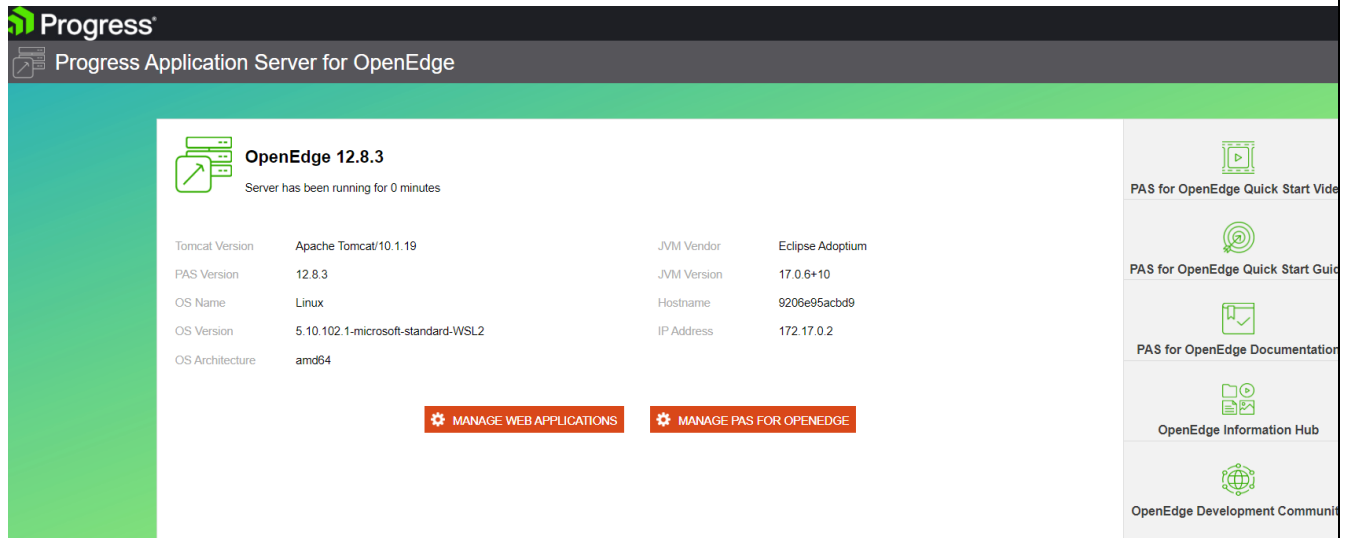 Progress®
Progress Application Server for OpenEdge
OpenEdge 12.8.3
Server has been running for 0 minutes
Tomcat Version Apache Tomcat/10.1.19
PAS Version 12.8.3
OS Name Linux
OS Version 5.10.102.1-microsoft-standard-WSL2
OS Architecture amd64
JVM Vendor Eclipse Adoptium
JVM Version 17.0.6+10
Hostname 9206e95acbd9
IP Address 172.17.0.2
MANAGE WEB APPLICATIONS
MANAGE PAS FOR OPENEDGE
PAS for OpenEdge Quick Start Vide
PAS for OpenEdge Quick Start Guid
PAS for OpenEdge Documentation
OpenEdge Information Hub
OpenEdge Development Communit